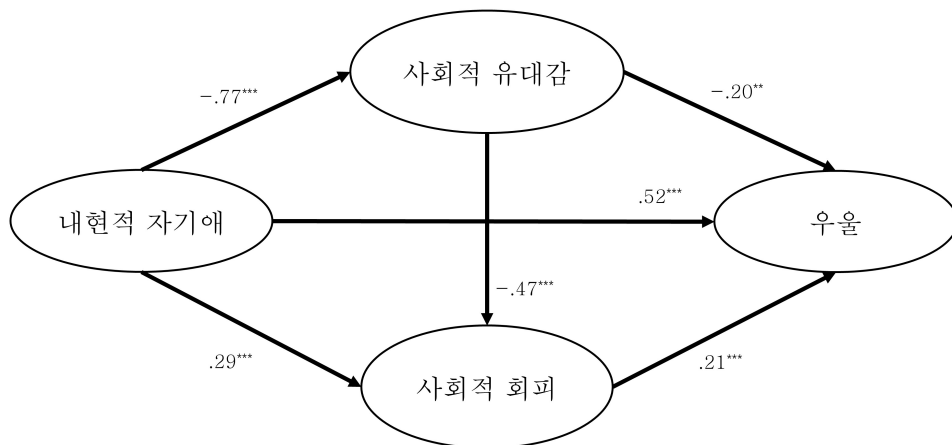 사회적 유대감
-.77***
-.20**
내현적 자기애
.52***
우울
-.47***
.29***
사회적 회피
.21***